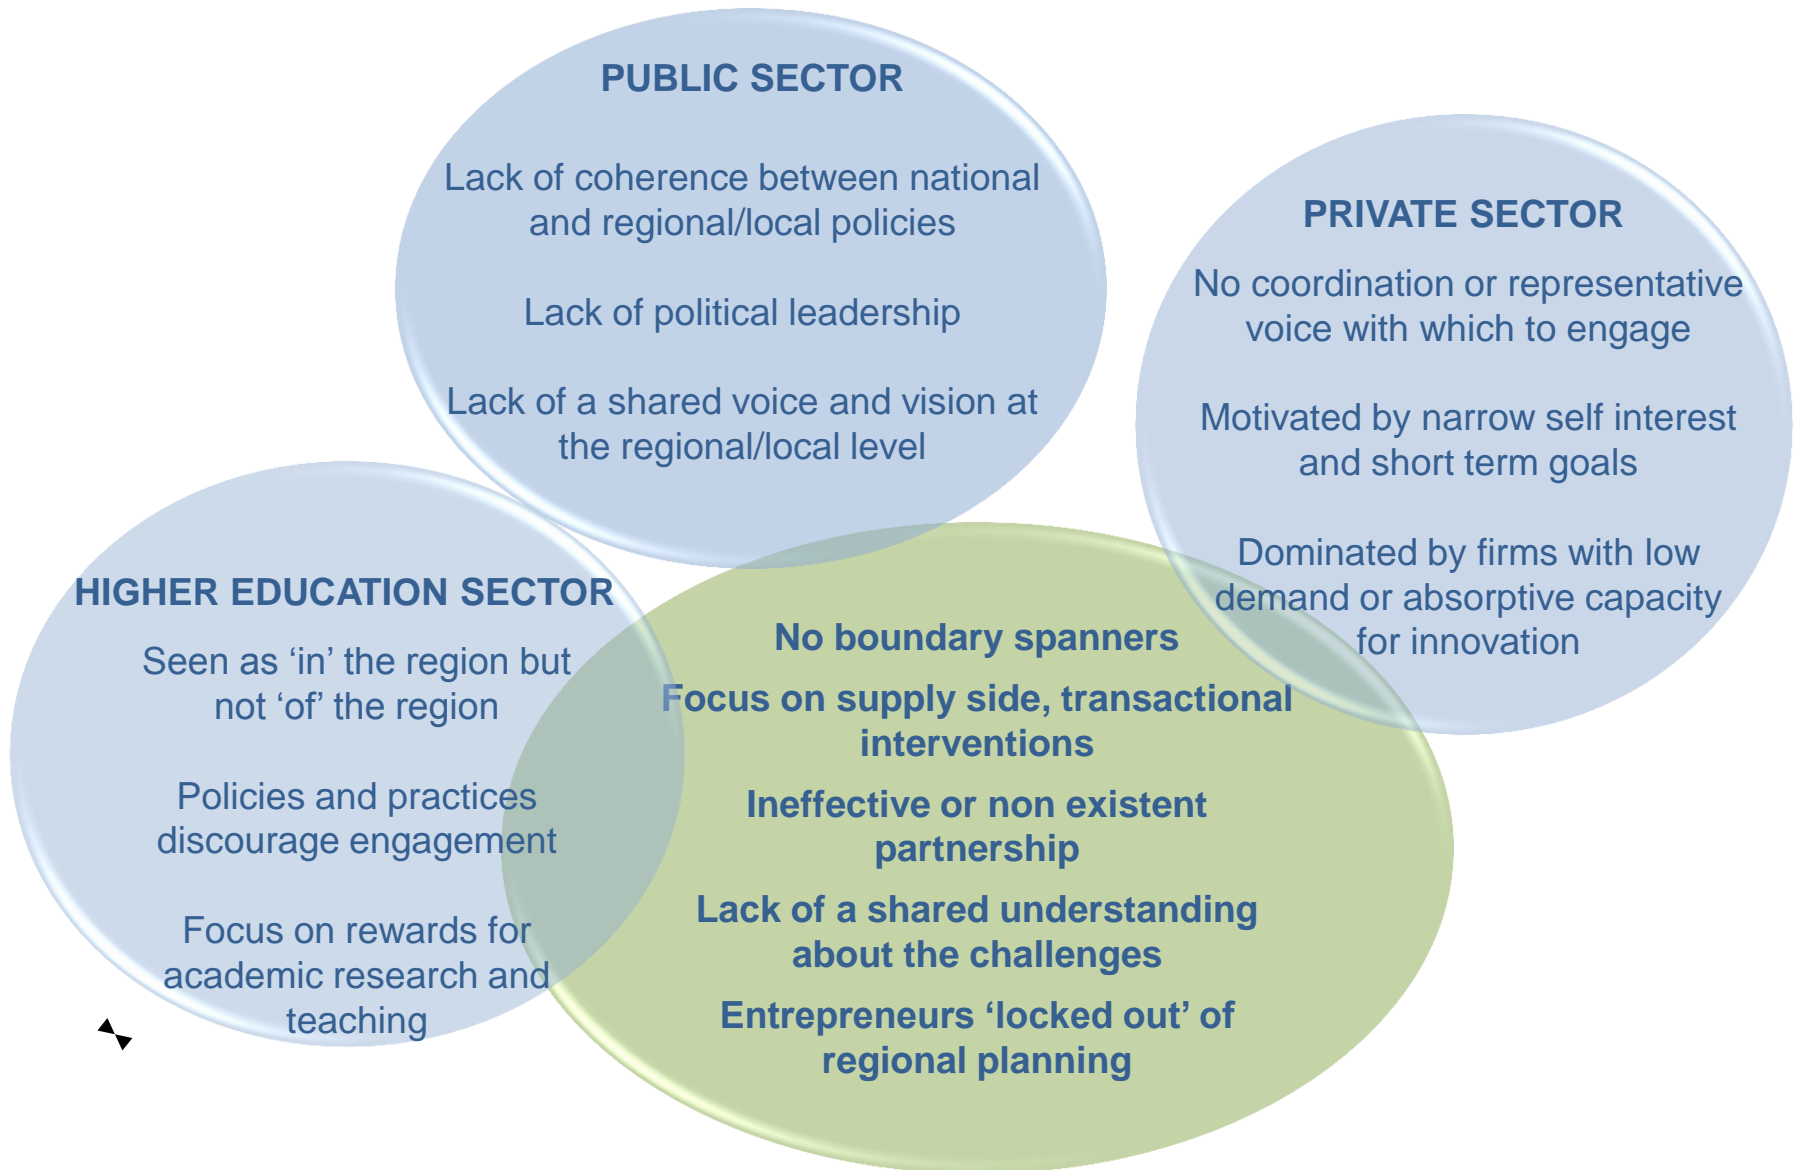 PUBLIC SECTOR
Lack of coherence between national
and regional/local policies
Lack of political leadership
Lack of a shared voice and vision at
the regional/local level
PRIVATE SECTOR
No coordination or representative
voice with which to engage
Motivated by narrow self interest
and short term goals
Dominated by firms with low
demand or absorptive capacity
for innovation
HIGHER EDUCATION SECTOR
Seen as ‘in’ the region but
not ‘of’ the region
Policies and practices
discourage engagement
Focus on rewards for
academic research and
teaching
No boundary spanners
Focus on supply side, transactional
interventions
Ineffective or non existent
partnership
Lack of a shared understanding
about the challenges
Entrepreneurs ‘locked out’ of
regional planning